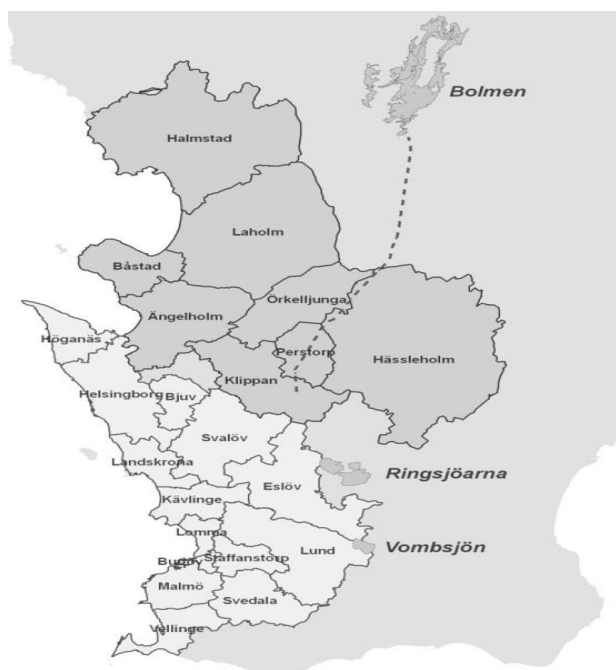 Bolmen
Halmstad
Laholm
Båstad
Örkelljunga
Ängelholm
Höganäs
Perstorp
Hässleholm
Klippan
Helsingborg
Bjuv
Svalöv
Landskrona
Ringsjöarna
Eslöv
Kävlinge
Lomma
Vombsjön
Lund
Staffanstorp
Burlöv
Malmö
Svedala
Vellinge